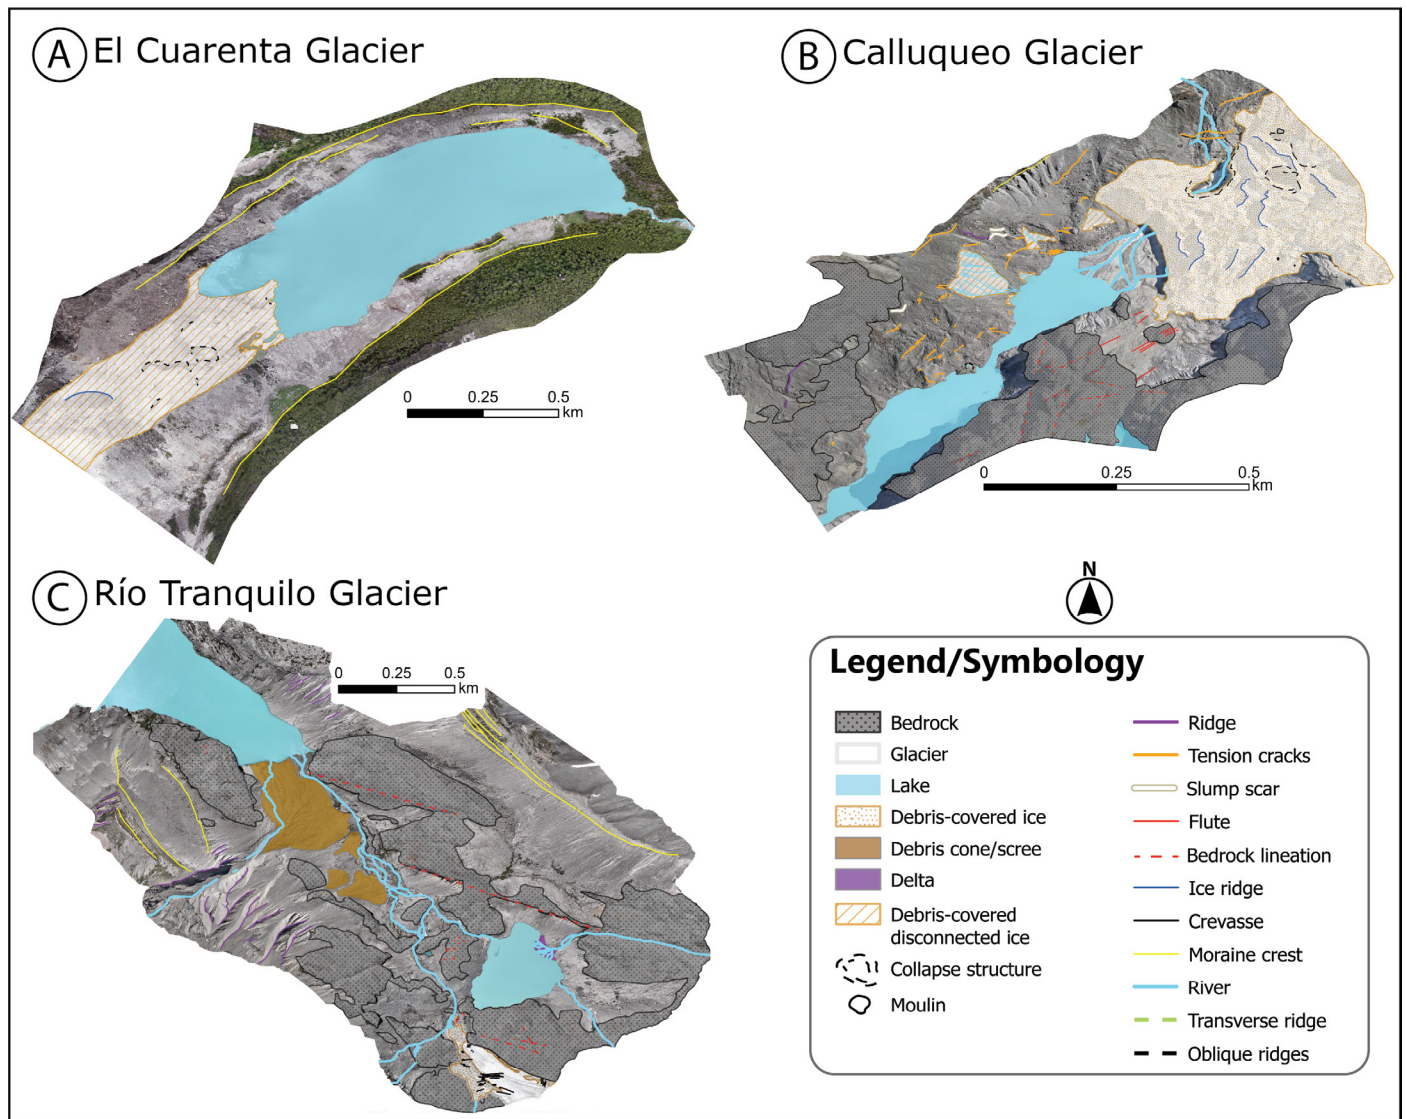 A El Cuarenta Glacier
B Calluqueo Glacier
0 0.25 0.5
km
0 0.25 0.5
km
C Río Tranquilo Glacier
0 0.25 0.5
km
N
Legend/Symbology
Bedrock
Glacier
Lake
Debris-covered ice
Debris cone/scree
Delta
Debris-covered
disconnected ice
Collapse structure
Moulin
Ridge
Tension cracks
Slump scar
Flute
Bedrock lineation
Ice ridge
Crevasse
Moraine crest
River
Transverse ridge
Oblique ridges